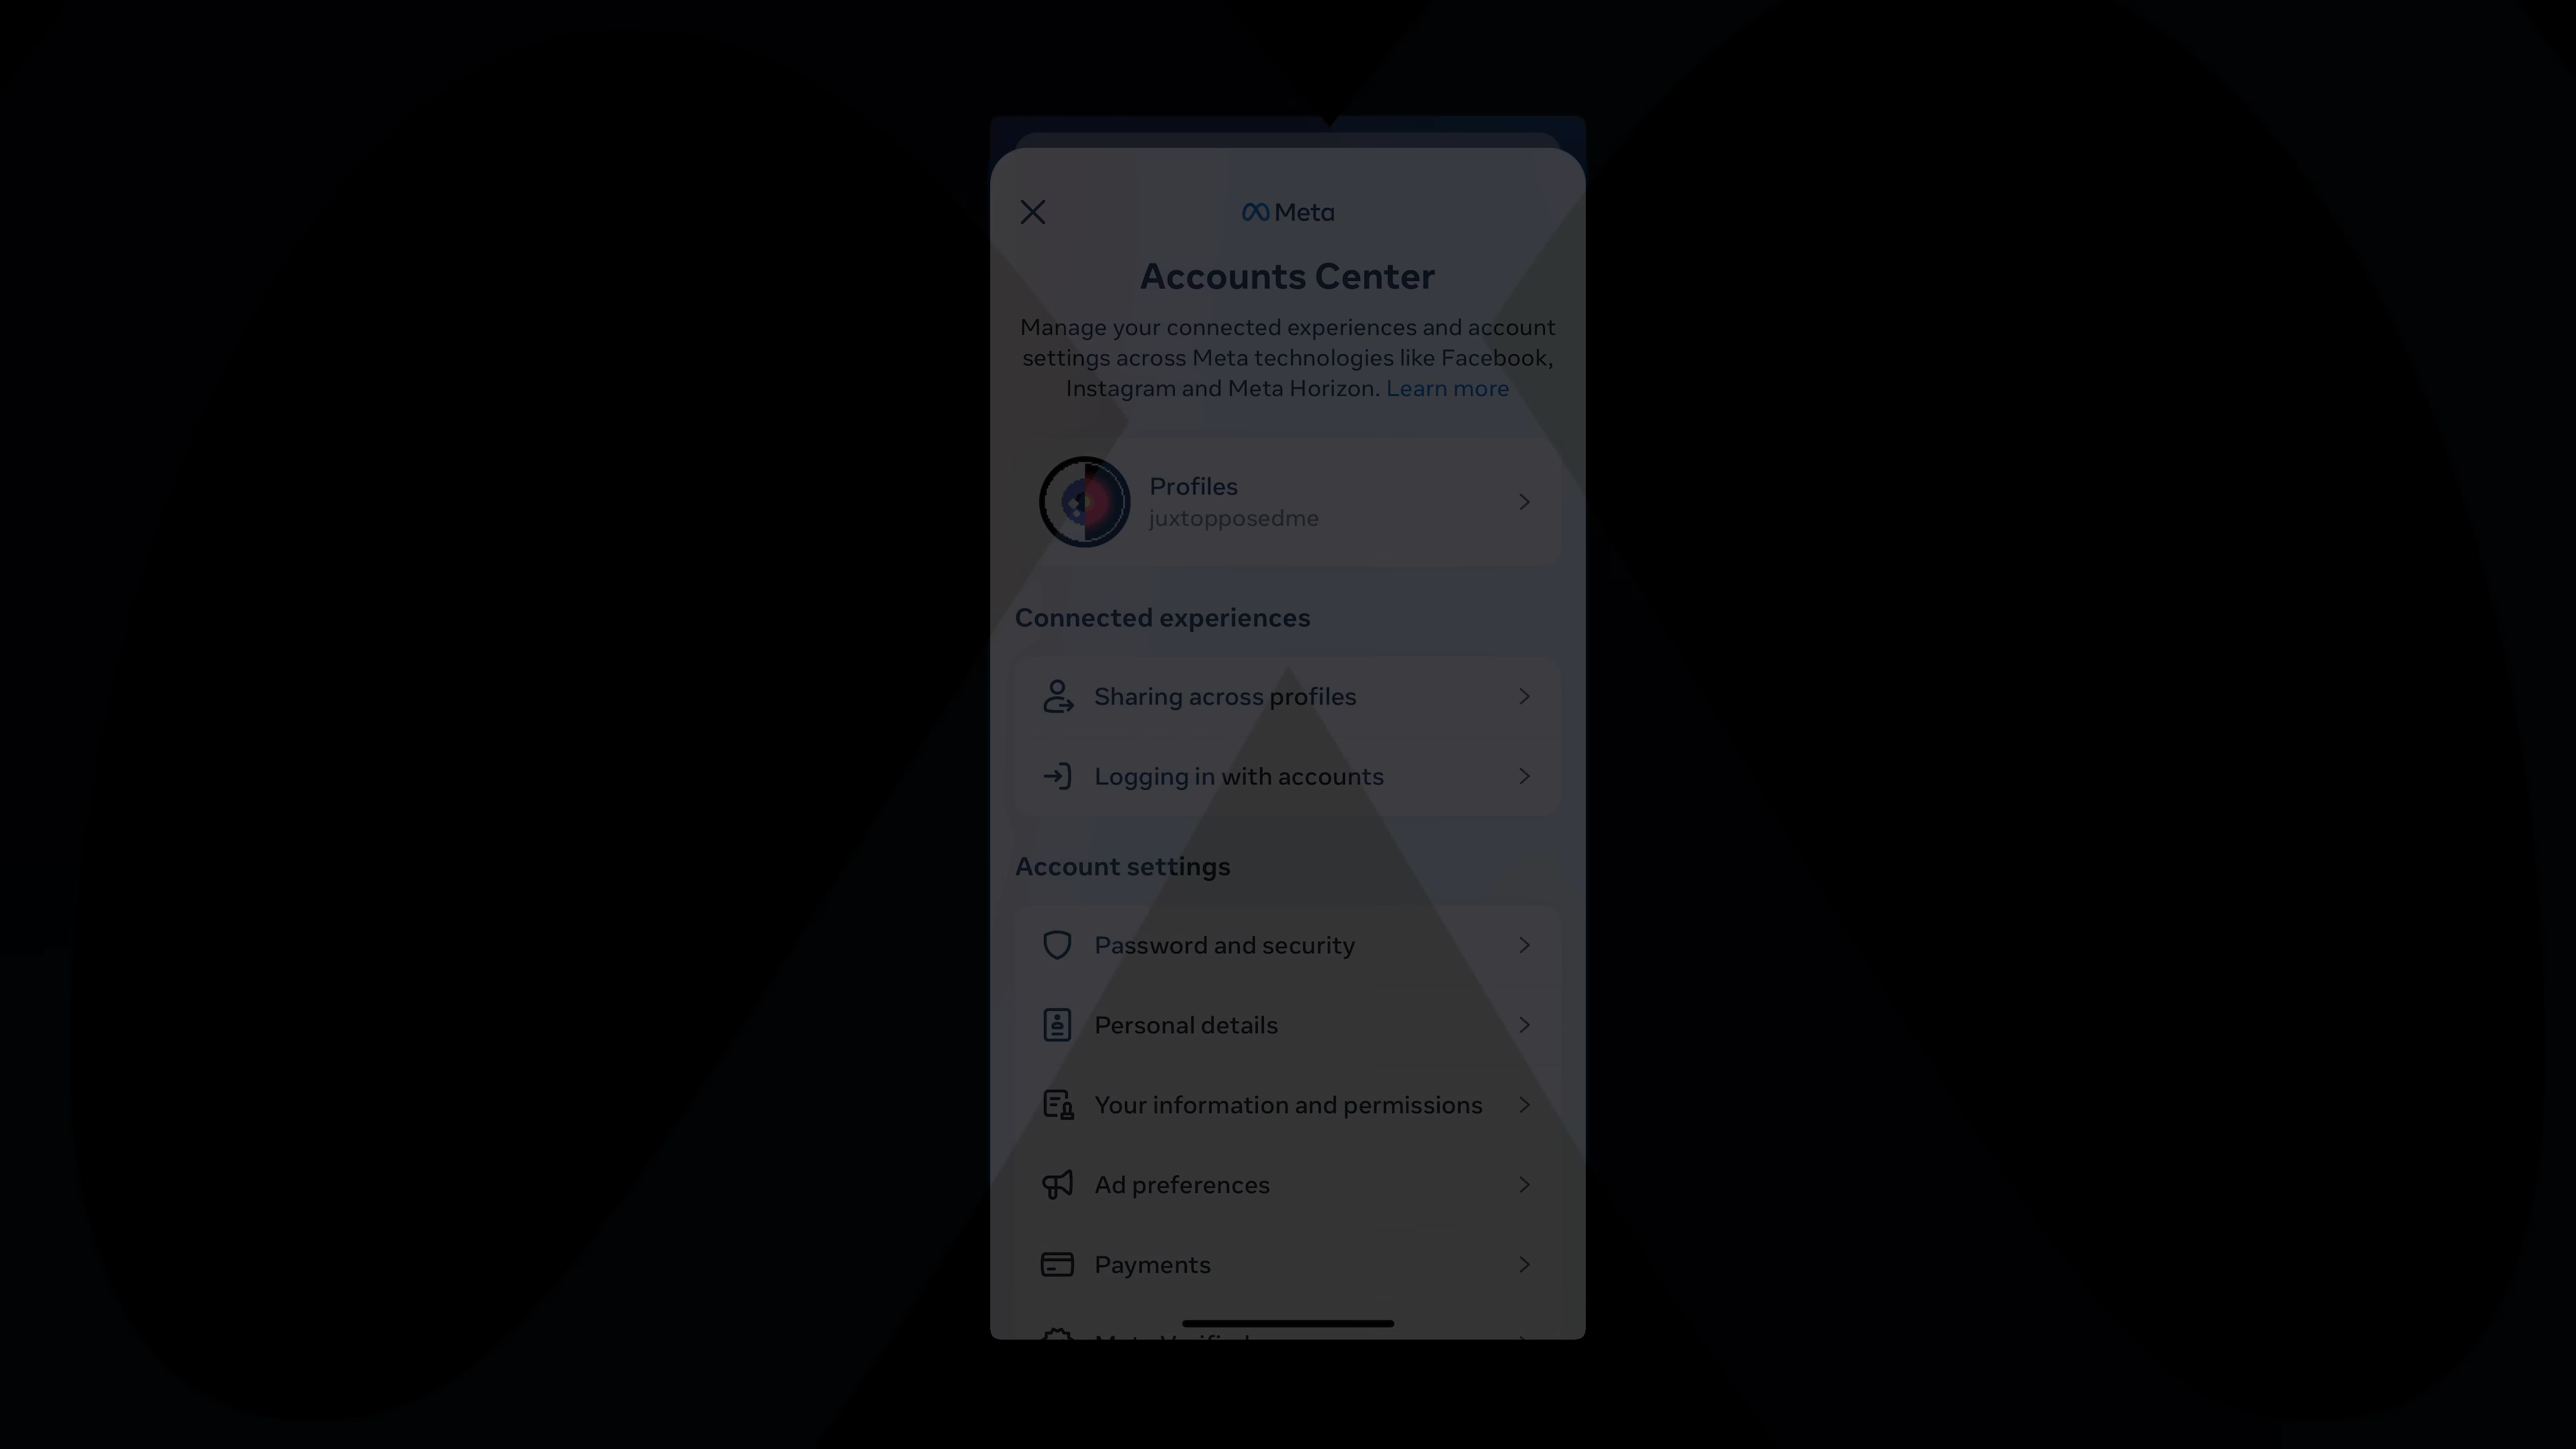 Meta
Accounts Center
Manage your connected experiences and account
settings across Meta technologies like Facebook,
Instagram and Meta Horizon. Learn more
Profiles
juxtopposedme
Connected experiences
Sharing across profiles
Logging in with accounts
Account settings
Password and security
Personal details
Your information and permissions
Ad preferences
Payments
Meta Verified